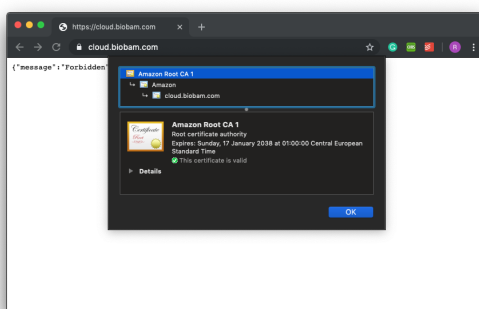 https://cloud.biobam.com
cloud.biobam.com
R
{"message":"Forbidden"
Amazon Root CA 1
Amazon
cloud.biobam.com
Certificate
Amazon Root CA 1
Root certificate authority
Expires: Sunday, 17 January 2038 at 01:00:00 Central European
Standard Time
This certificate is valid
Details
OK